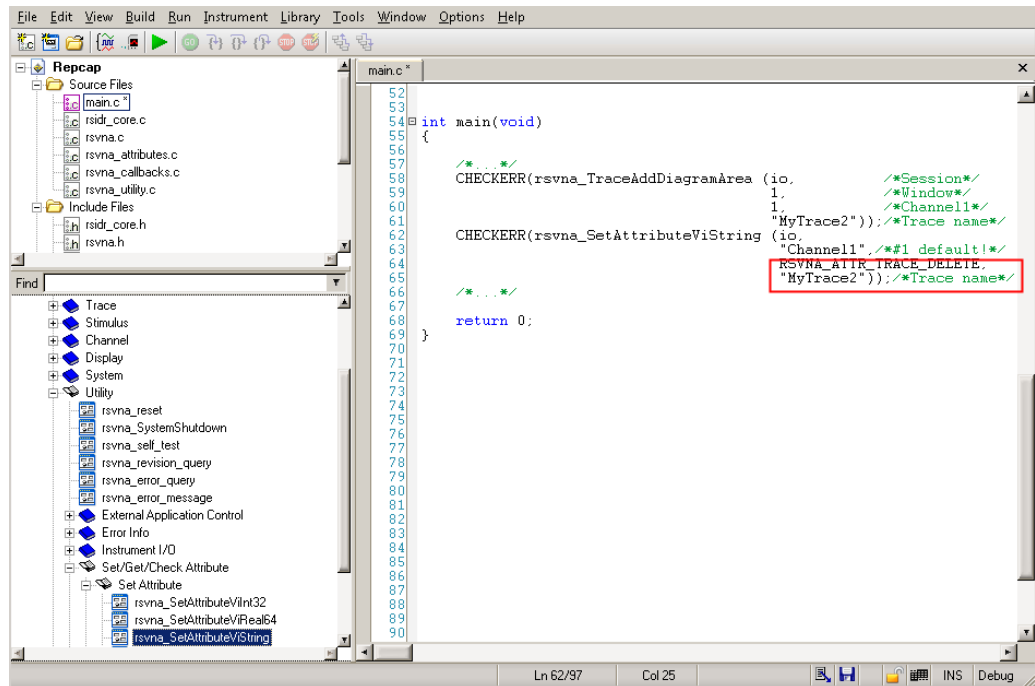 File Edit View Build Run Instrument Library Tools Window Options Help
GO STOP STOP
Repcap
Source Files
main.c *
rsidr_core.c
rsvna.c
rsvna_attributes.c
rsvna_callbacks.c
rsvna_utility.c
Include Files
rsidr_core.h
rsvna.h
Find
Trace
Stimulus
Channel
Display
System
Utility
rsvna_reset
rsvna_SystemShutdown
rsvna_self_test
rsvna_revision_query
rsvna_error_query
rsvna_error_message
External Application Control
Error Info
Instrument I/O
Set/Get/Check Attribute
Set Attribute
rsvna_SetAttributeViInt32
rsvna_SetAttributeViReal64
rsvna_SetAttributeViString
main.c *
52
53
54 int main(void)
55 {
56
57 /*...*/
58 CHECKERR(rsvna_TraceAddDiagramArea (io, /*Session*/
59 1, /*Window*/
60 1, /*Channel1*/
61 "MyTrace2"));/*Trace name*/
62 CHECKERR(rsvna_SetAttributeViString (io,
63 "Channel1",/*#1 default!*/
64 RSVNA_ATTR_TRACE_DELETE,
65 "MyTrace2"));/*Trace name*/
66 /*...*/
67
68 return 0;
69 }
70
71
72
73
74
75
76
77
78
79
80
81
82
83
84
85
86
87
88
89
90
Ln 62/97 Col 25 INS Debug